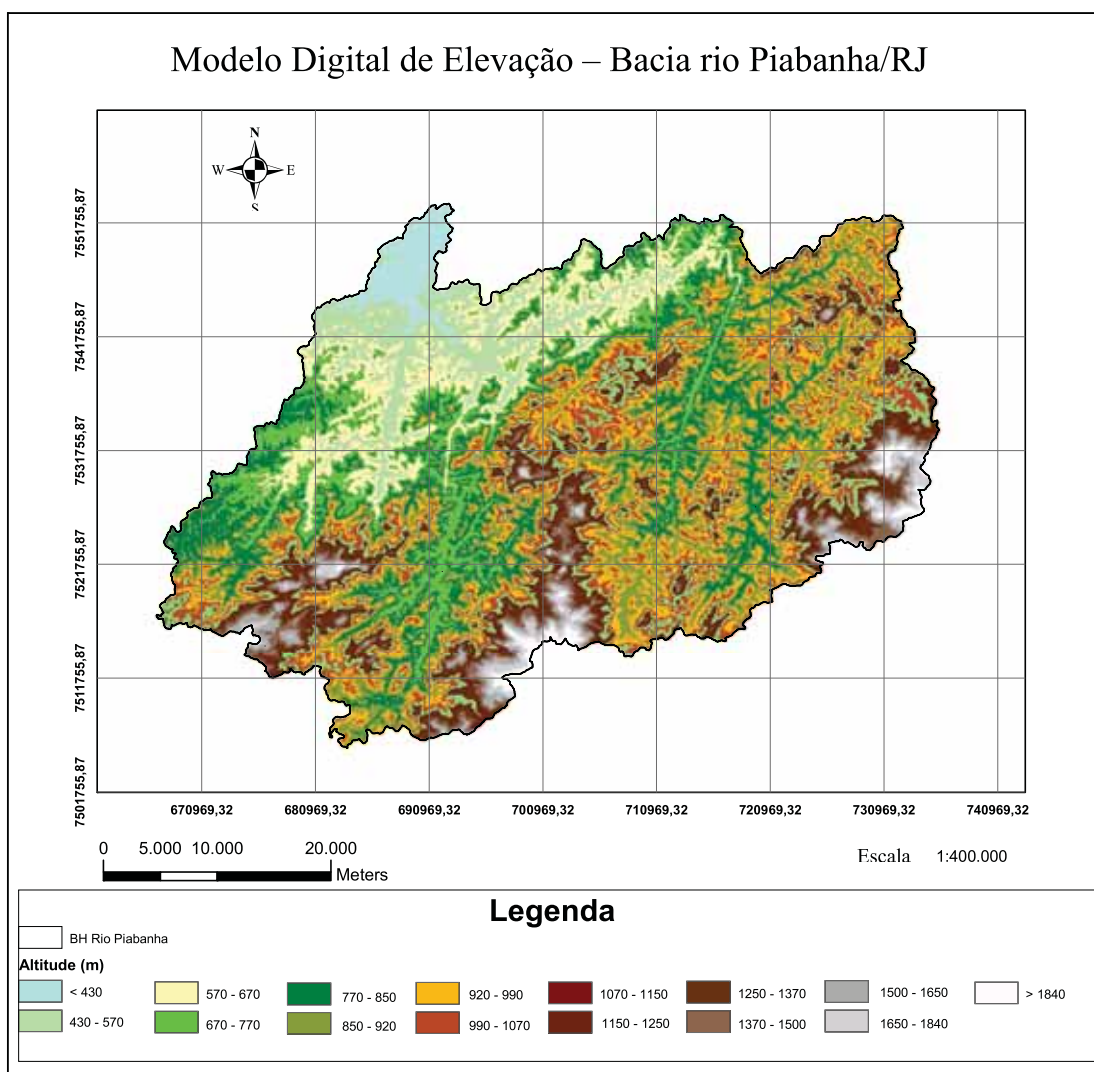 Modelo Digital de Elevação – Bacia rio Piabanha/RJ
N
W
E
S
7551755,87
7541755,87
7531755,87
7521755,87
7511755,87
7501755,87
670969,32
680969,32
690969,32
700969,32
710969,32
720969,32
730969,32
740969,32
0
5.000
10.000
20.000
Meters
Escala
1:400.000
Legenda
BH Rio Piabanha
Altitude (m)
< 430
570 - 670
770 - 850
920 - 990
1070 - 1150
1250 - 1370
1500 - 1650
> 1840
430 - 570
670 - 770
850 - 920
990 - 1070
1150 - 1250
1370 - 1500
1650 - 1840